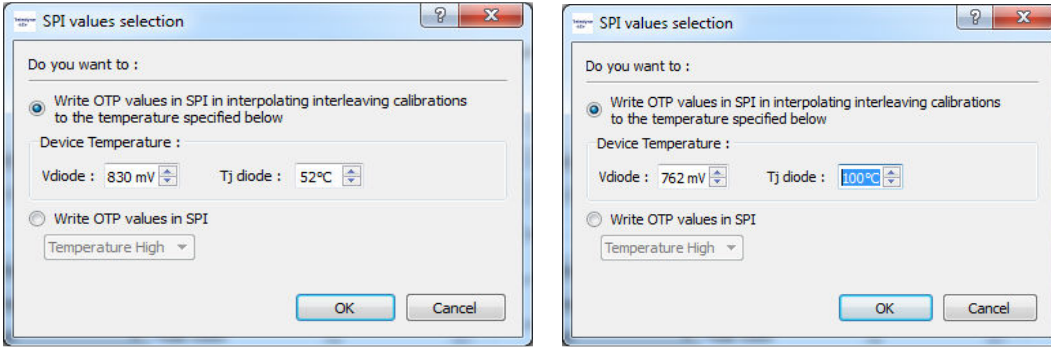 SPI values selection
Do you want to :
Write OTP values in SPI in interpolating interleaving calibrations
to the temperature specified below
Device Temperature :
Vdiode : 830 mV Tj diode : 52ºC
Write OTP values in SPI
Temperature High
OK Cancel
SPI values selection
Do you want to :
Write OTP values in SPI in interpolating interleaving calibrations
to the temperature specified below
Device Temperature :
Vdiode : 762 mV Tj diode : 100ºC
Write OTP values in SPI
Temperature High
OK Cancel